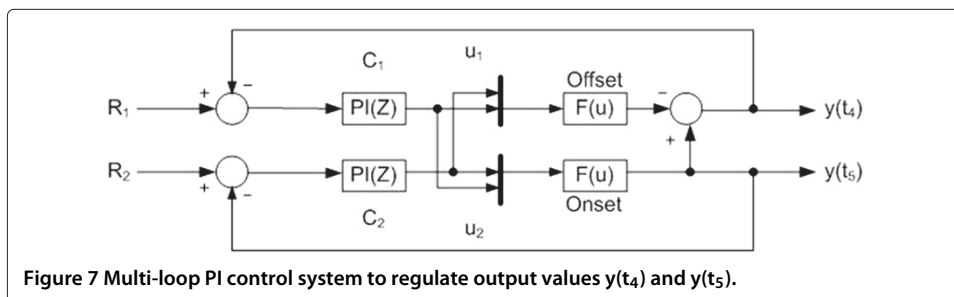 C₁
u₁
Offset
R₁
+
−
PI(Z)
F(u)
−
+
y(t₄)
R₂
+
−
PI(Z)
F(u)
y(t₅)
Onset
C₂
u₂
Figure 7 Multi-loop PI control system to regulate output values y(t₄) and y(t₅).